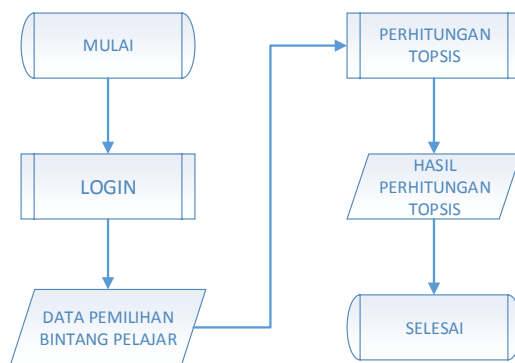 MULAI
LOGIN
DATA PEMILIHAN
BINTANG PELAJAR
PERHITUNGAN
TOPSIS
HASIL
PERHITUNGAN
TOPSIS
SELESAI